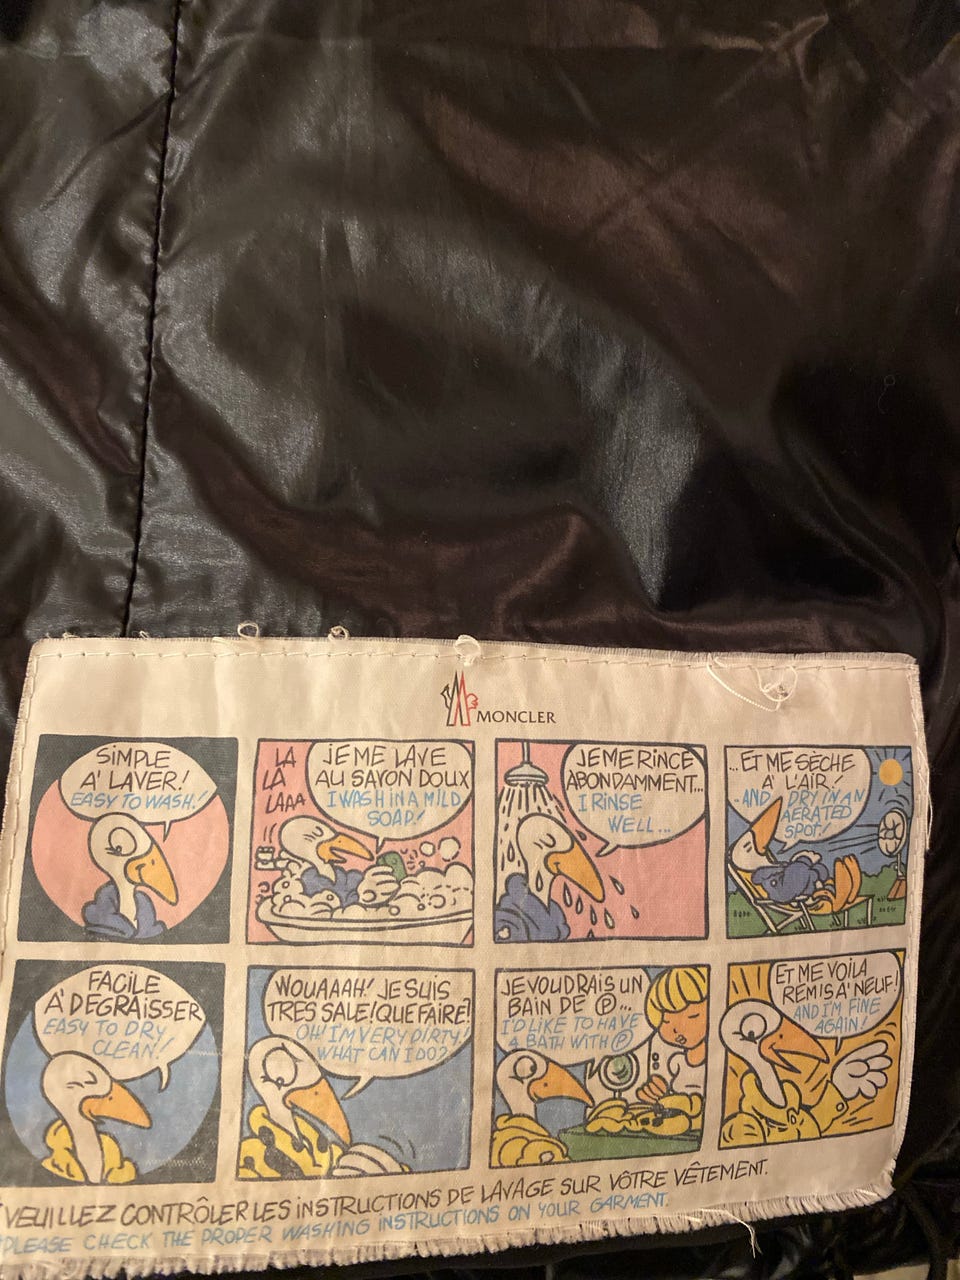 MONCLER
SIMPLE
A' LAVER!
EASY TO WASH!
LA
LA
LAAA
JE ME LAVE
AU SAVON DOUX
I WASH IN A MILD
SOAP!
JE ME RINCE
ABONDAMMENT...
I RINSE
WELL...
...ET ME SÈCHE
A' L'AIR!
-AND DRY IN AN
AERATED
SPOT!
FACILE
A' DEGRAISSER
EASY TO DRY
CLEAN!
WOUAAAH! JE SUIS
TRES SALE! QUE FAIRE?
OH! I'M VERY DIRTY!
WHAT CAN I DO?
JE VOUDRAIS UN
BAIN DE Ⓟ...
I'D LIKE TO HAVE
A BATH WITH Ⓟ
ET ME VOILA
REMIS A' NEUF!
AND I'M FINE
AGAIN!
VEUILLEZ CONTRÔLER LES INSTRUCTIONS DE LAVAGE SUR VÔTRE VÊTEMENT.
PLEASE CHECK THE PROPER WASHING INSTRUCTIONS ON YOUR GARMENT.